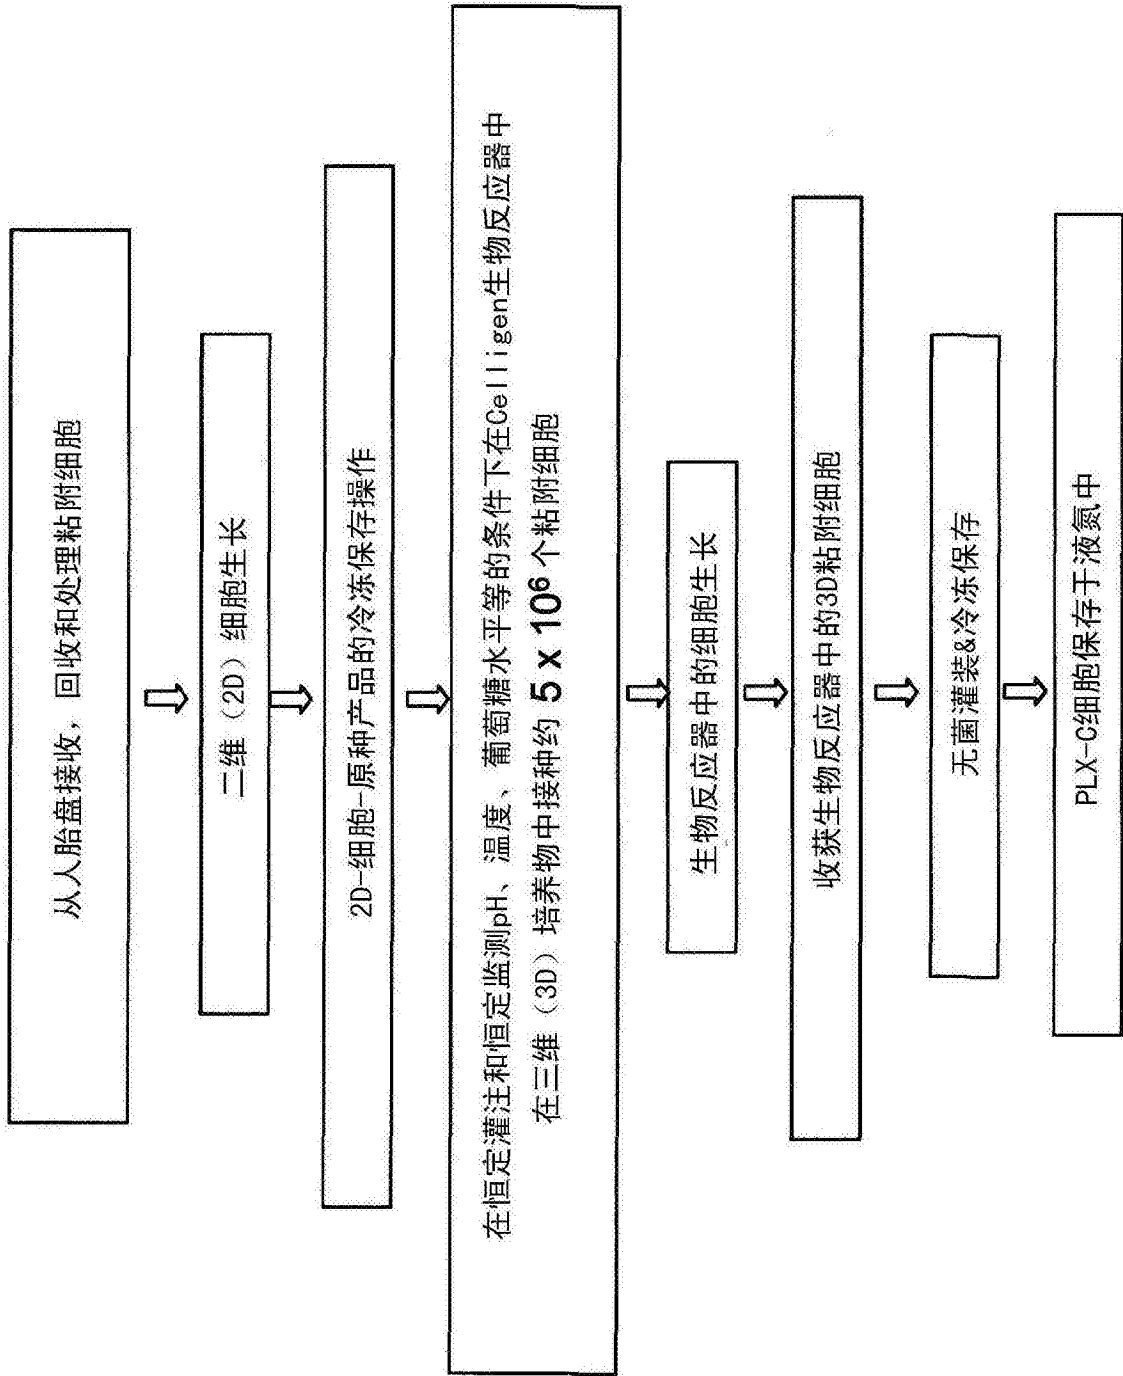 从人胎盘接收，回收和处理粘附细胞
二维（2D）细胞生长
2D-细胞-原种产品的冷冻保存操作
在恒定灌注和恒定监测pH、温度、葡萄糖水平等的条件下在Celligen生物反应器中
在三维（3D）培养物中接种约 5 x 10⁶ 个粘附细胞
生物反应器中的细胞生长
收获生物反应器中的3D粘附细胞
无菌灌装&冷冻保存
PLX-C细胞保存于液氮中